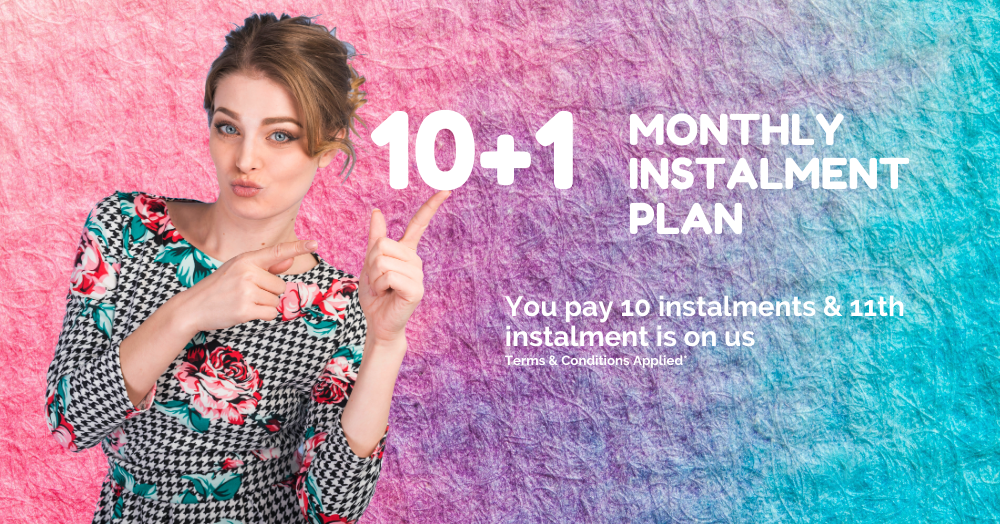 10+1
MONTHLY
INSTALMENT
PLAN
You pay 10 instalments & 11th
instalment is on us
Terms & Conditions Applied*